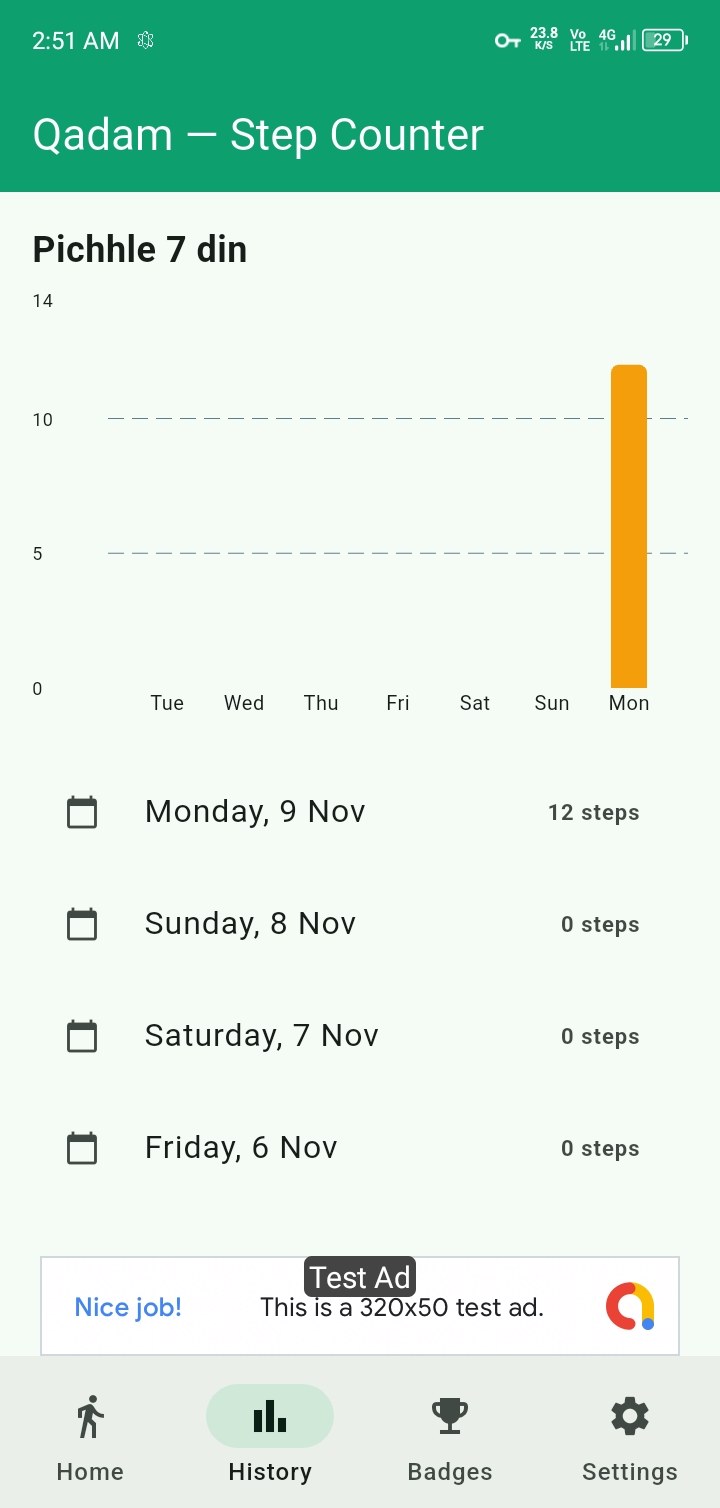 2:51 AM
23.8
K/S
Vo
LTE
4G
29
Qadam — Step Counter
Pichhle 7 din
14
10
5
0
Tue Wed Thu Fri Sat Sun Mon
Monday, 9 Nov 12 steps
Sunday, 8 Nov 0 steps
Saturday, 7 Nov 0 steps
Friday, 6 Nov 0 steps
Test Ad
Nice job! This is a 320x50 test ad.
Home History Badges Settings